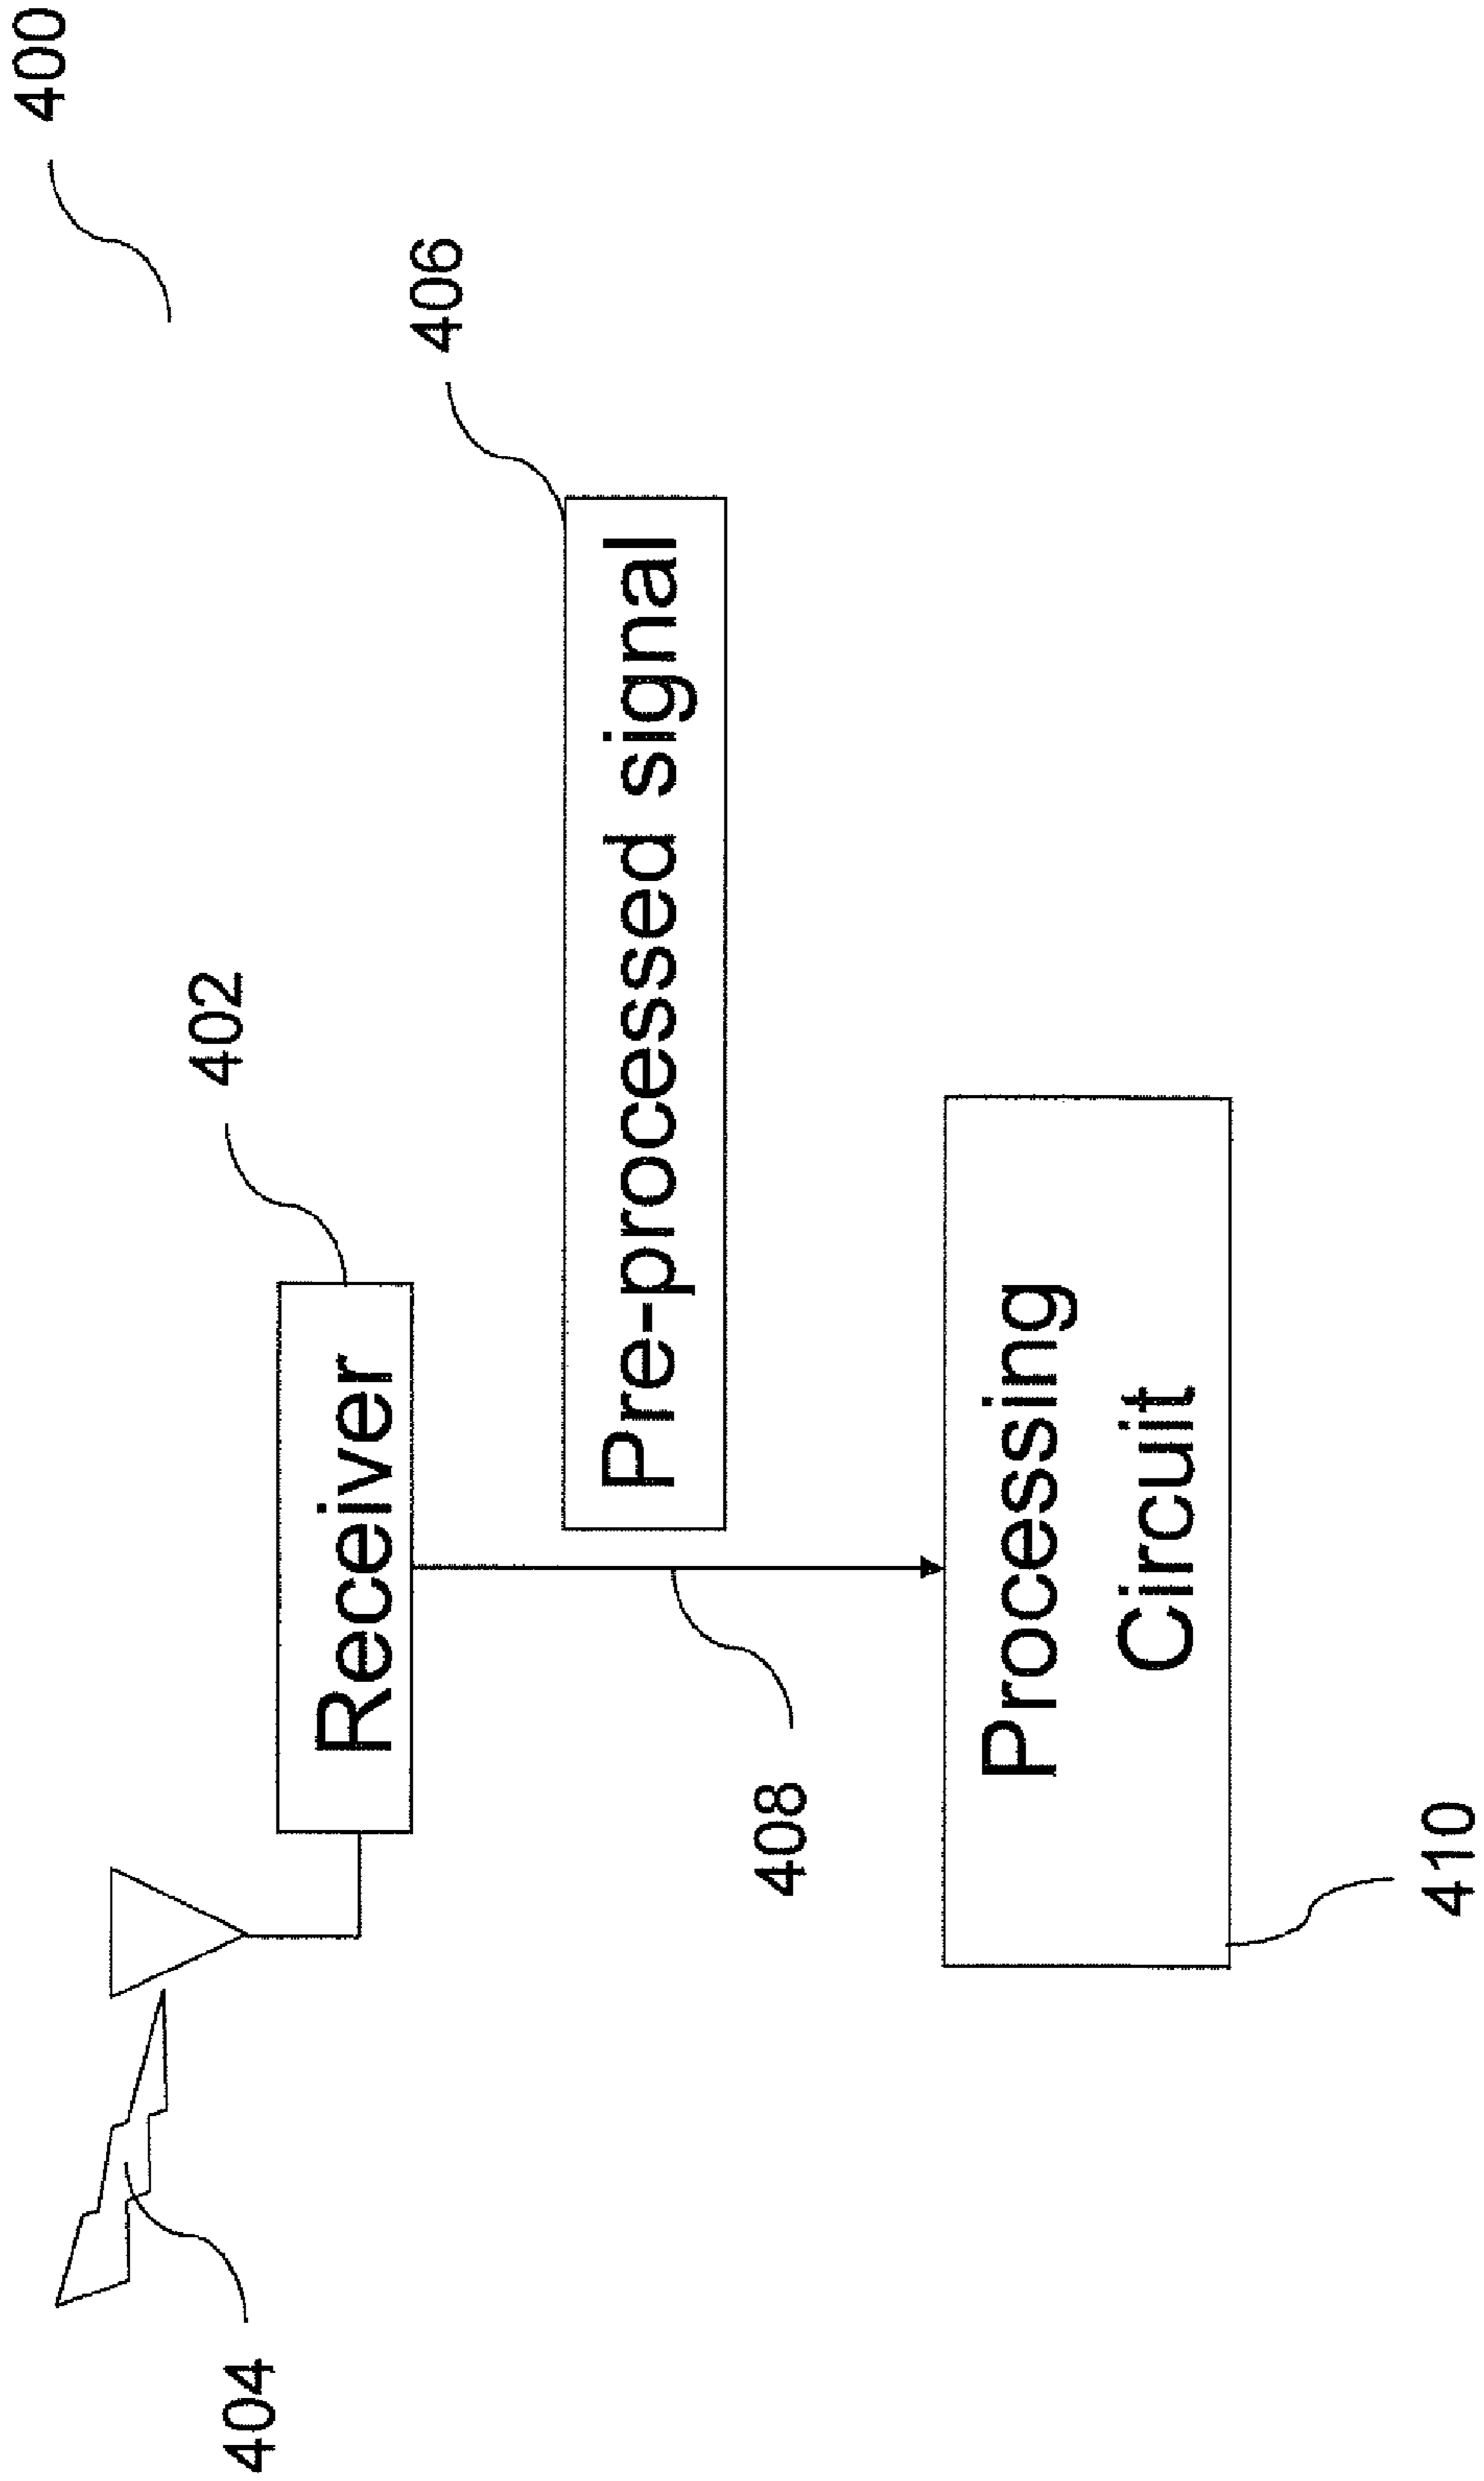 400
406
402
Receiver
Pre-processed signal
408
Processing
Circuit
404
410